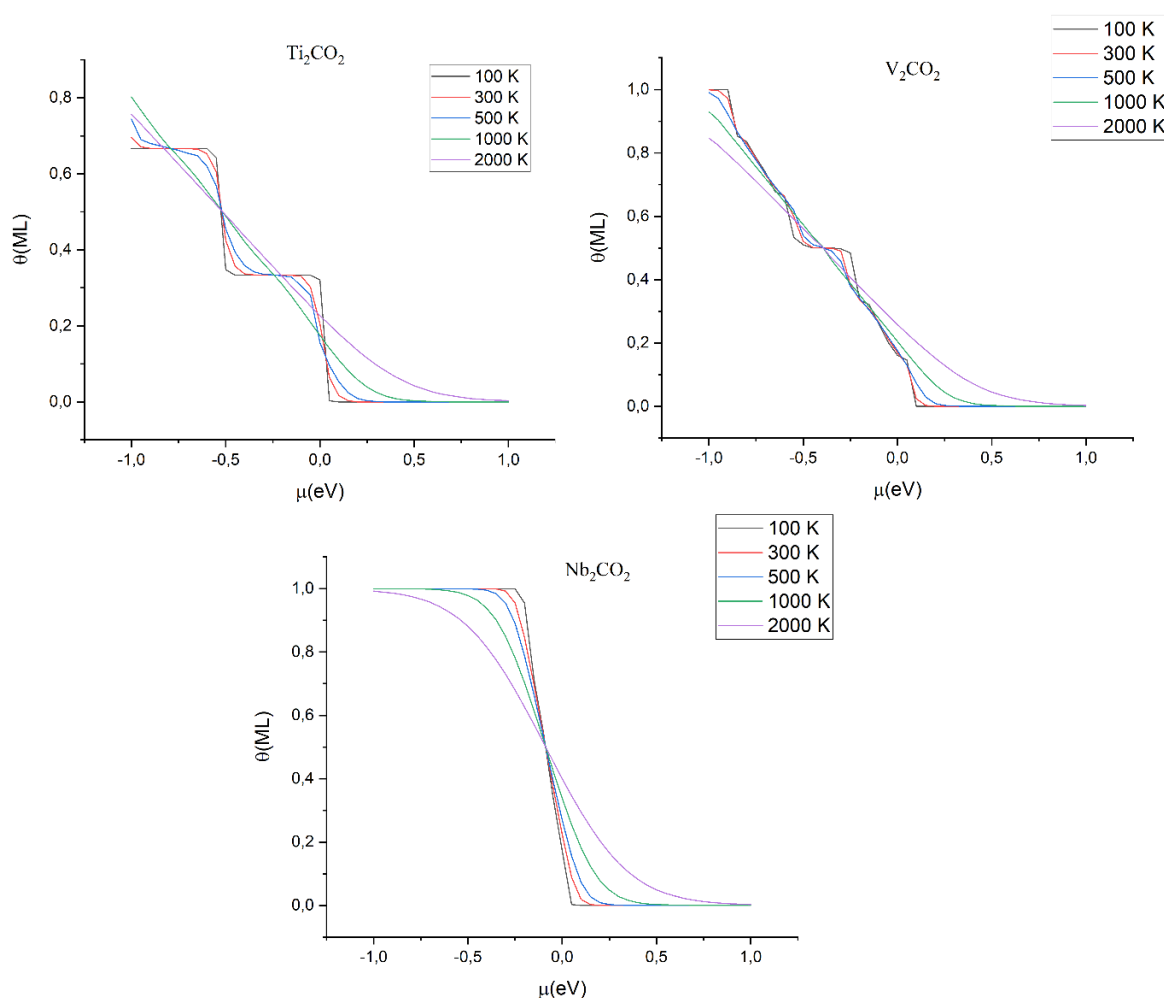 Ti₂CO₂
100 K
300 K
500 K
1000 K
2000 K
0,8
0,6
0,4
0,2
0,0
θ(ML)
-1,0 -0,5 0,0 0,5 1,0
μ(eV)
V₂CO₂
100 K
300 K
500 K
1000 K
2000 K
1,0
0,8
0,6
0,4
0,2
0,0
θ(ML)
-1,0 -0,5 0,0 0,5 1,0
μ(eV)
Nb₂CO₂
100 K
300 K
500 K
1000 K
2000 K
1,0
0,8
0,6
0,4
0,2
0,0
θ(ML)
-1,0 -0,5 0,0 0,5 1,0
μ(eV)